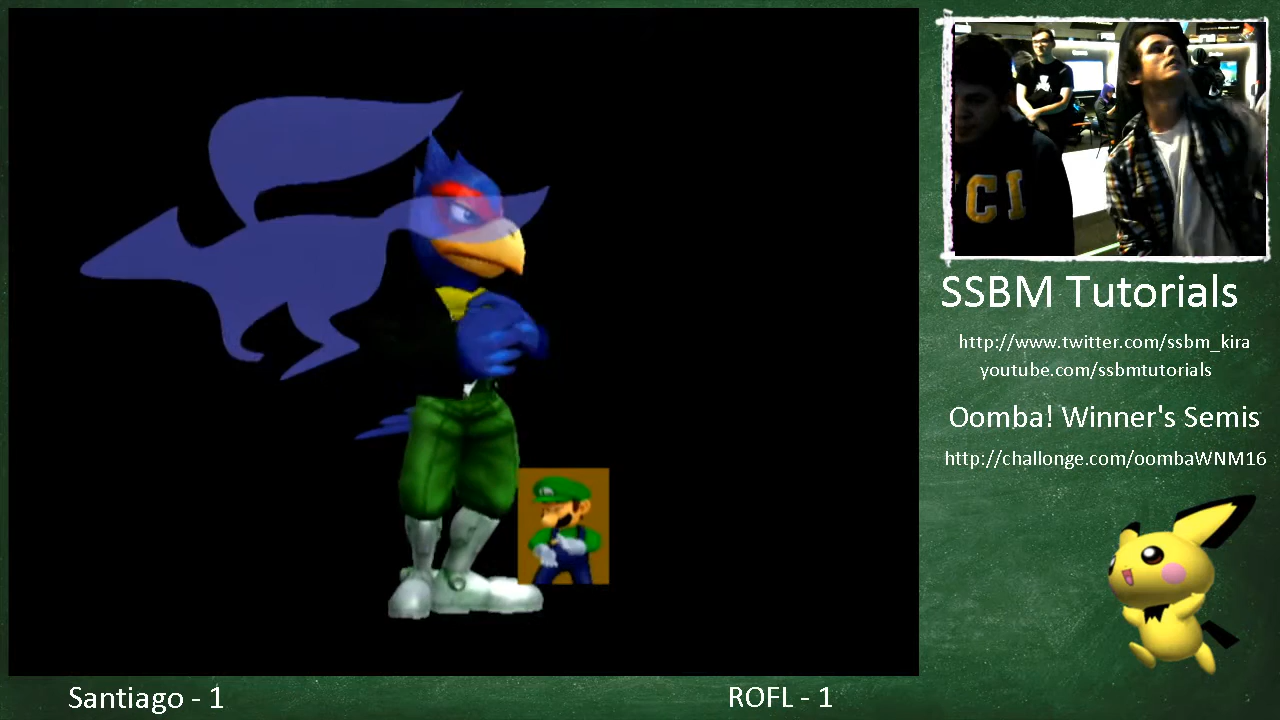 CI
SSBM Tutorials
http://www.twitter.com/ssbm_kira
youtube.com/ssbmtutorials
Oomba! Winner's Semis
http://challonge.com/oombaWNM16
Santiago - 1
ROFL - 1